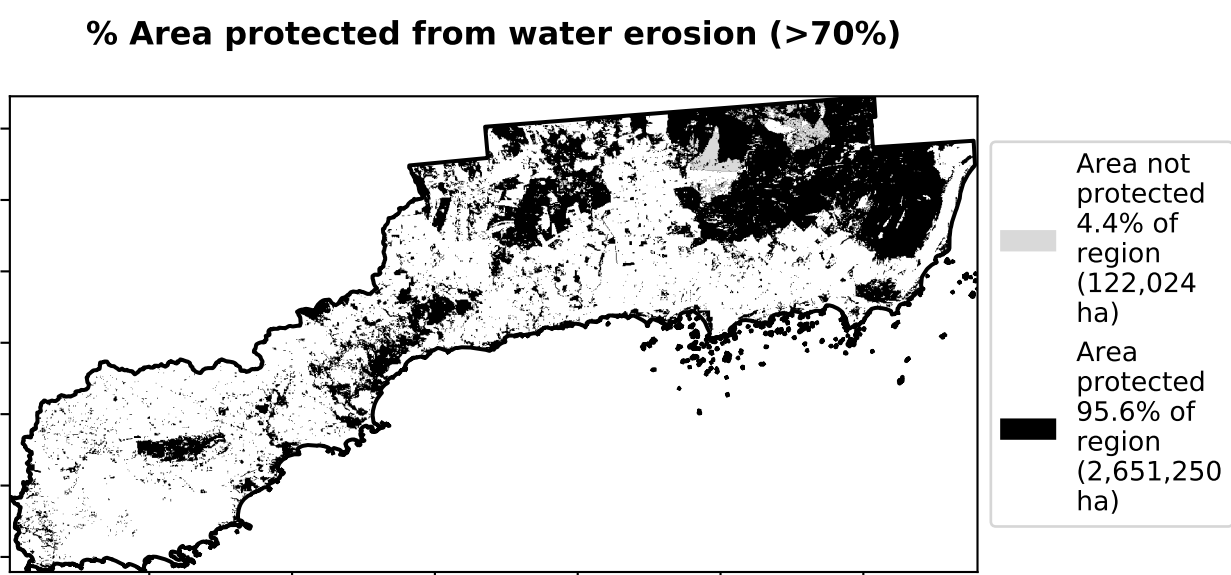 % Area protected from water erosion (>70%)
Area not
protected
4.4% of
region
(122,024
ha)
Area
protected
95.6% of
region
(2,651,250
ha)